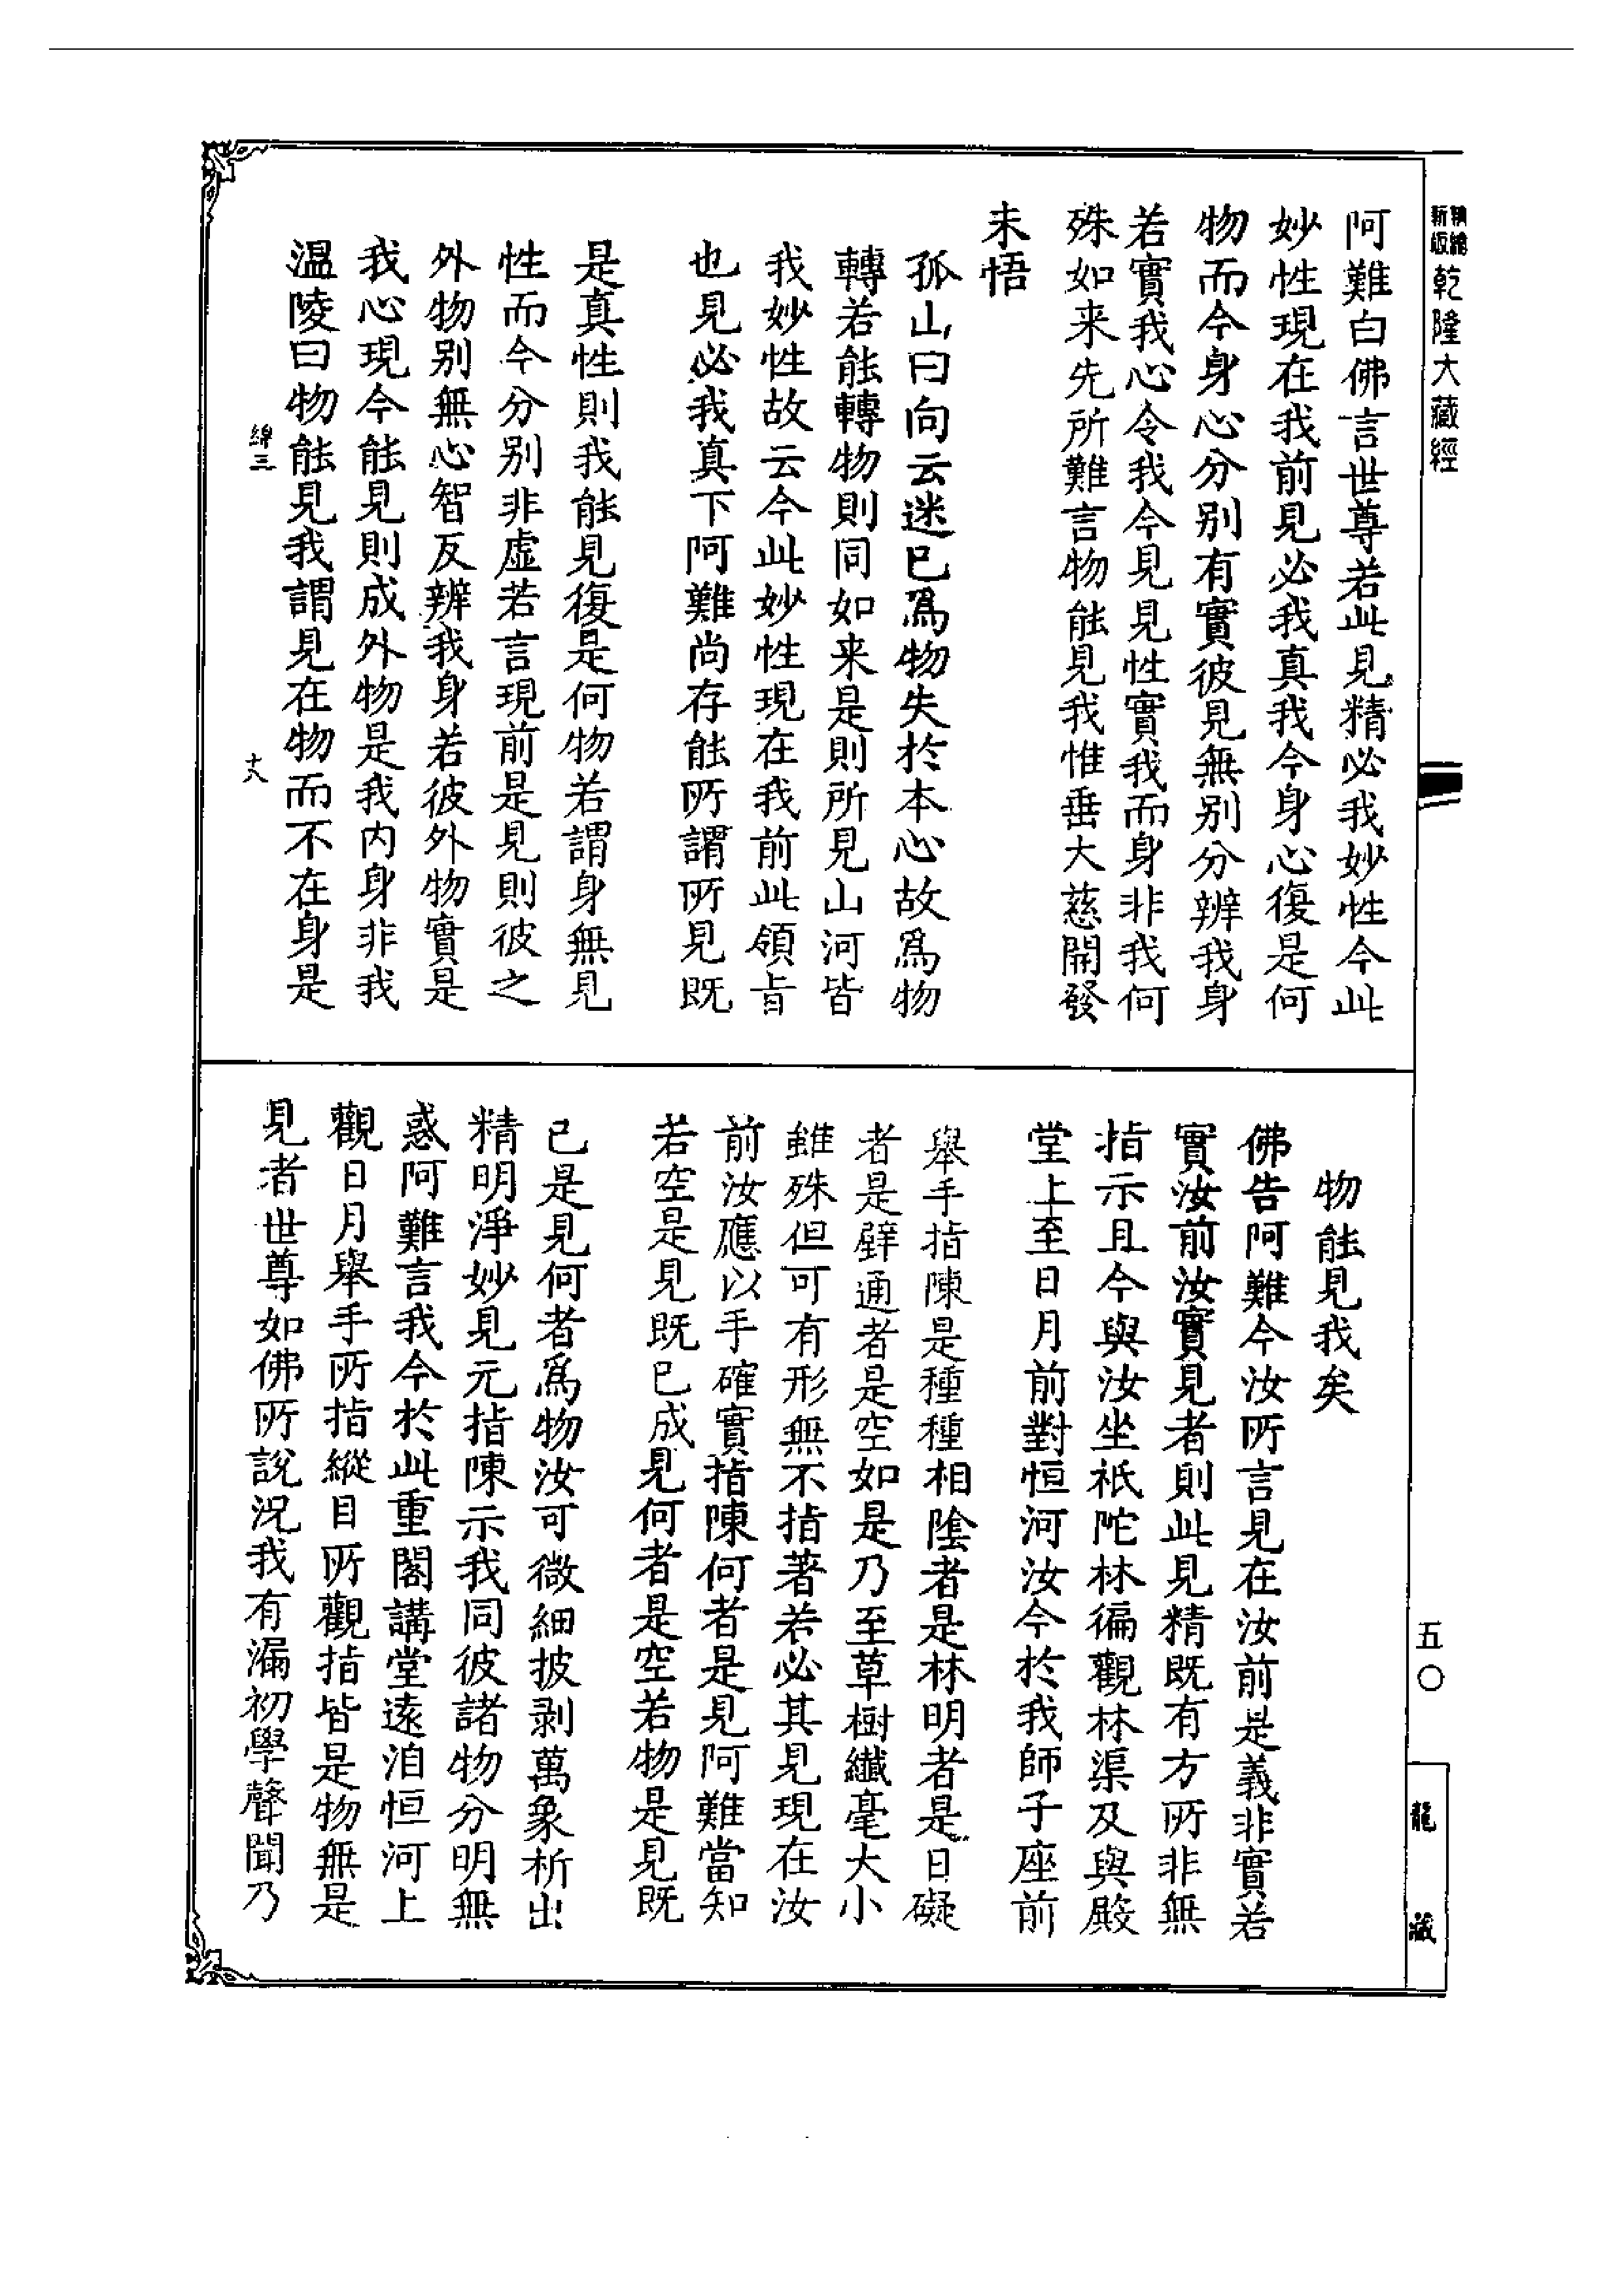 新版
乾隆大藏經
阿難白佛言世尊若此見精必我妙性今此
妙性現在我前見必我真我今身心復是何
物而今身心分別有實彼見無別分辨我身
若實我心令我今見見性實我而身非我何
殊如来先所難言物能見我惟垂大慈開發
未悟
孤山曰向云迷已爲物失於本心故爲物
轉若能轉物則同如来是則所見山河皆
我妙性故云今此妙性現在我前此領旨
也見必我真下阿難尚存能所謂所見既
是真性則我能見復是何物若謂身無見
性而今分別非虛若言現前是見則彼之
外物別無心智反辨我身若彼外物實是
我心現今能見則成外物是我内身非我
溫陵曰物能見我謂見在物而不在身是
綿三
物能見我矣
佛告阿難今汝所言見在汝前是義非實若
實汝前汝實見者則此見精既有方所非無
指示且今與汝坐祇陀林徧觀林渠及與殿
堂上至日月前對恒河汝今於我師子座前
舉手指陳是種種相陰者是林明者是日礙
者是壁通者是空如是乃至草樹纖毫大小
雖殊但可有形無不指著若必其見現在汝
前汝應以手確實指陳何者是見阿難當知
若空是見既已成見何者是空若物是見既
已是見何者爲物汝可微細披剥萬象析出
精明淨妙見元指陳示我同彼諸物分明無
惑阿難言我今於此重閣講堂遠洎恒河上
觀日月舉手所指縱目所觀指皆是物無是
見者世尊如佛所說況我有漏初學聲聞乃
五〇
龍藏